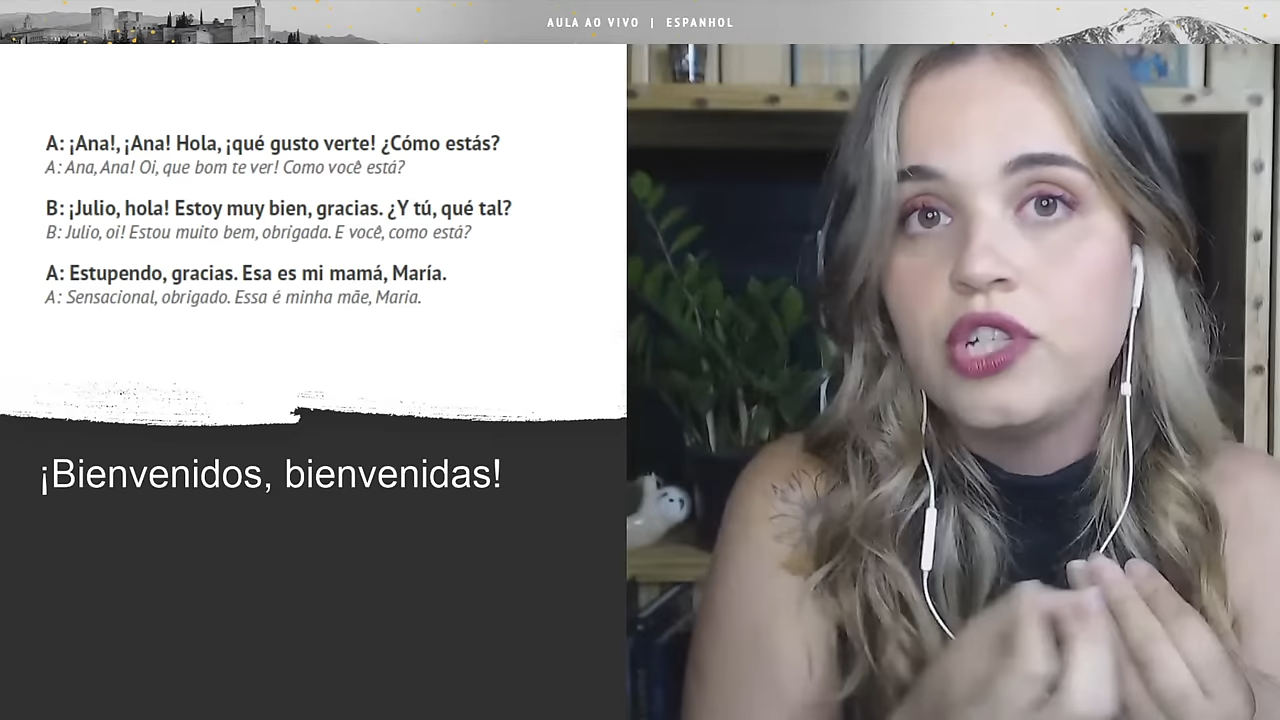 AULA AO VIVO | ESPANHOL
A: ¡Ana!, ¡Ana! Hola, ¡qué gusto verte! ¿Cómo estás?
A: Ana, Ana! Oi, que bom te ver! Como você está?
B: ¡Julio, hola! Estoy muy bien, gracias. ¿Y tú, qué tal?
B: Julio, oi! Estou muito bem, obrigada. E você, como está?
A: Estupendo, gracias. Esa es mi mamá, María.
A: Sensacional, obrigado. Essa é minha mãe, Maria.
¡Bienvenidos, bienvenidas!